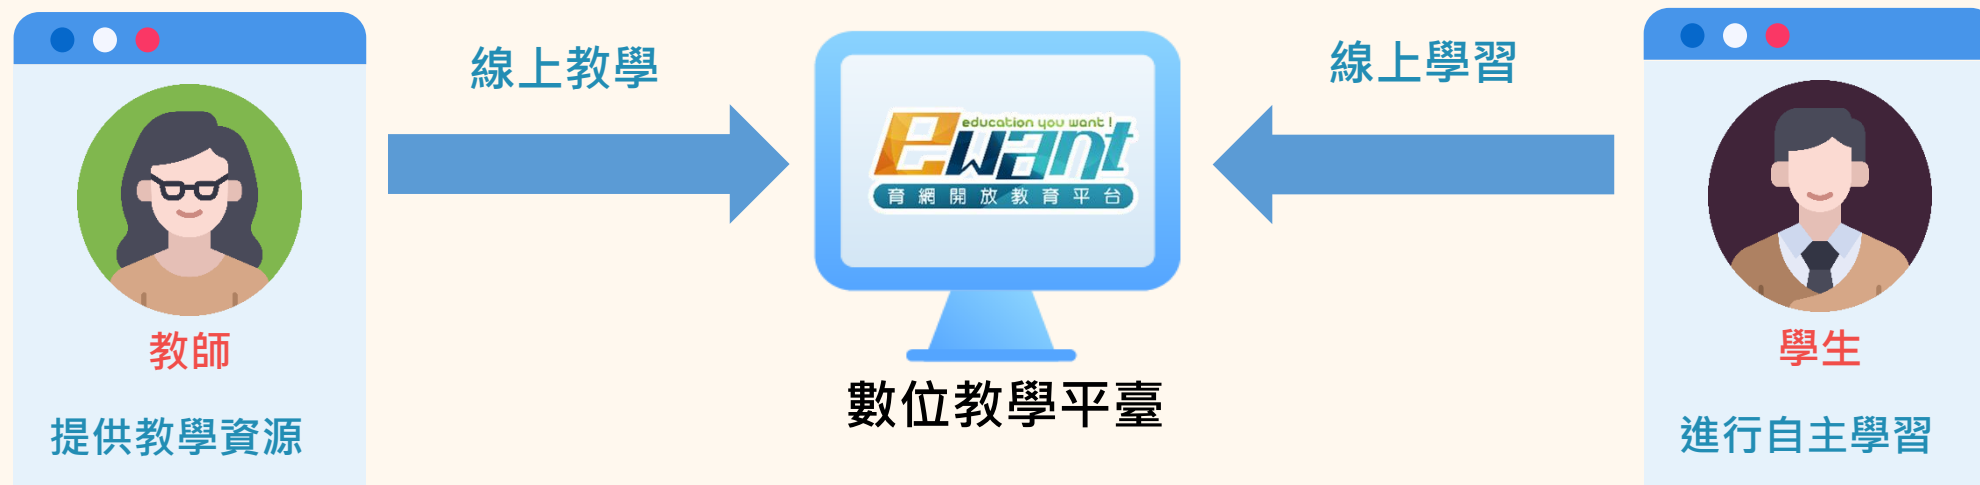 線上教學
線上學習
education you want !
ewant
育網開放教育平台
教師
學生
數位教學平臺
提供教學資源
進行自主學習